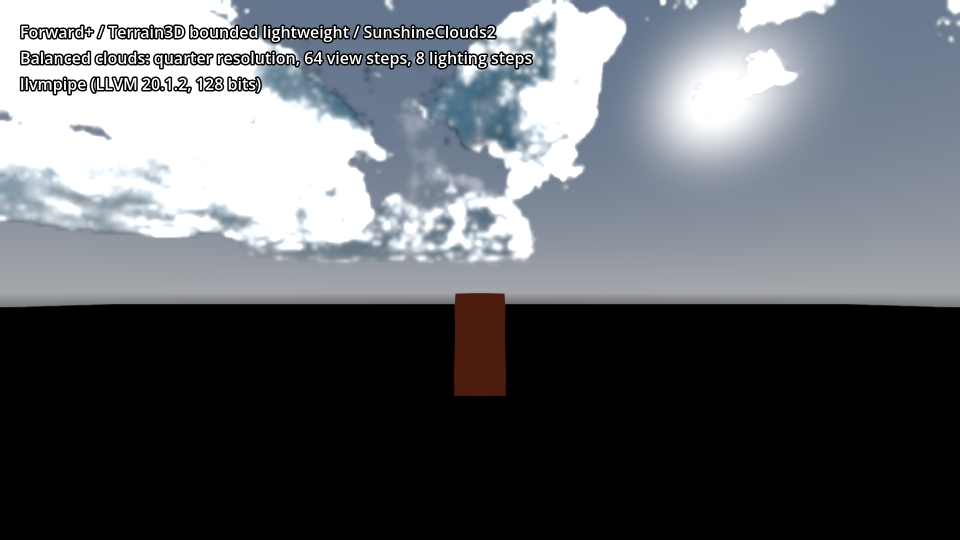 Forward+ / Terrain3D bounded lightweight / SunshineClouds2
Balanced clouds: quarter resolution, 64 view steps, 8 lighting steps
llvmpipe (LLVM 20.1.2, 128 bits)